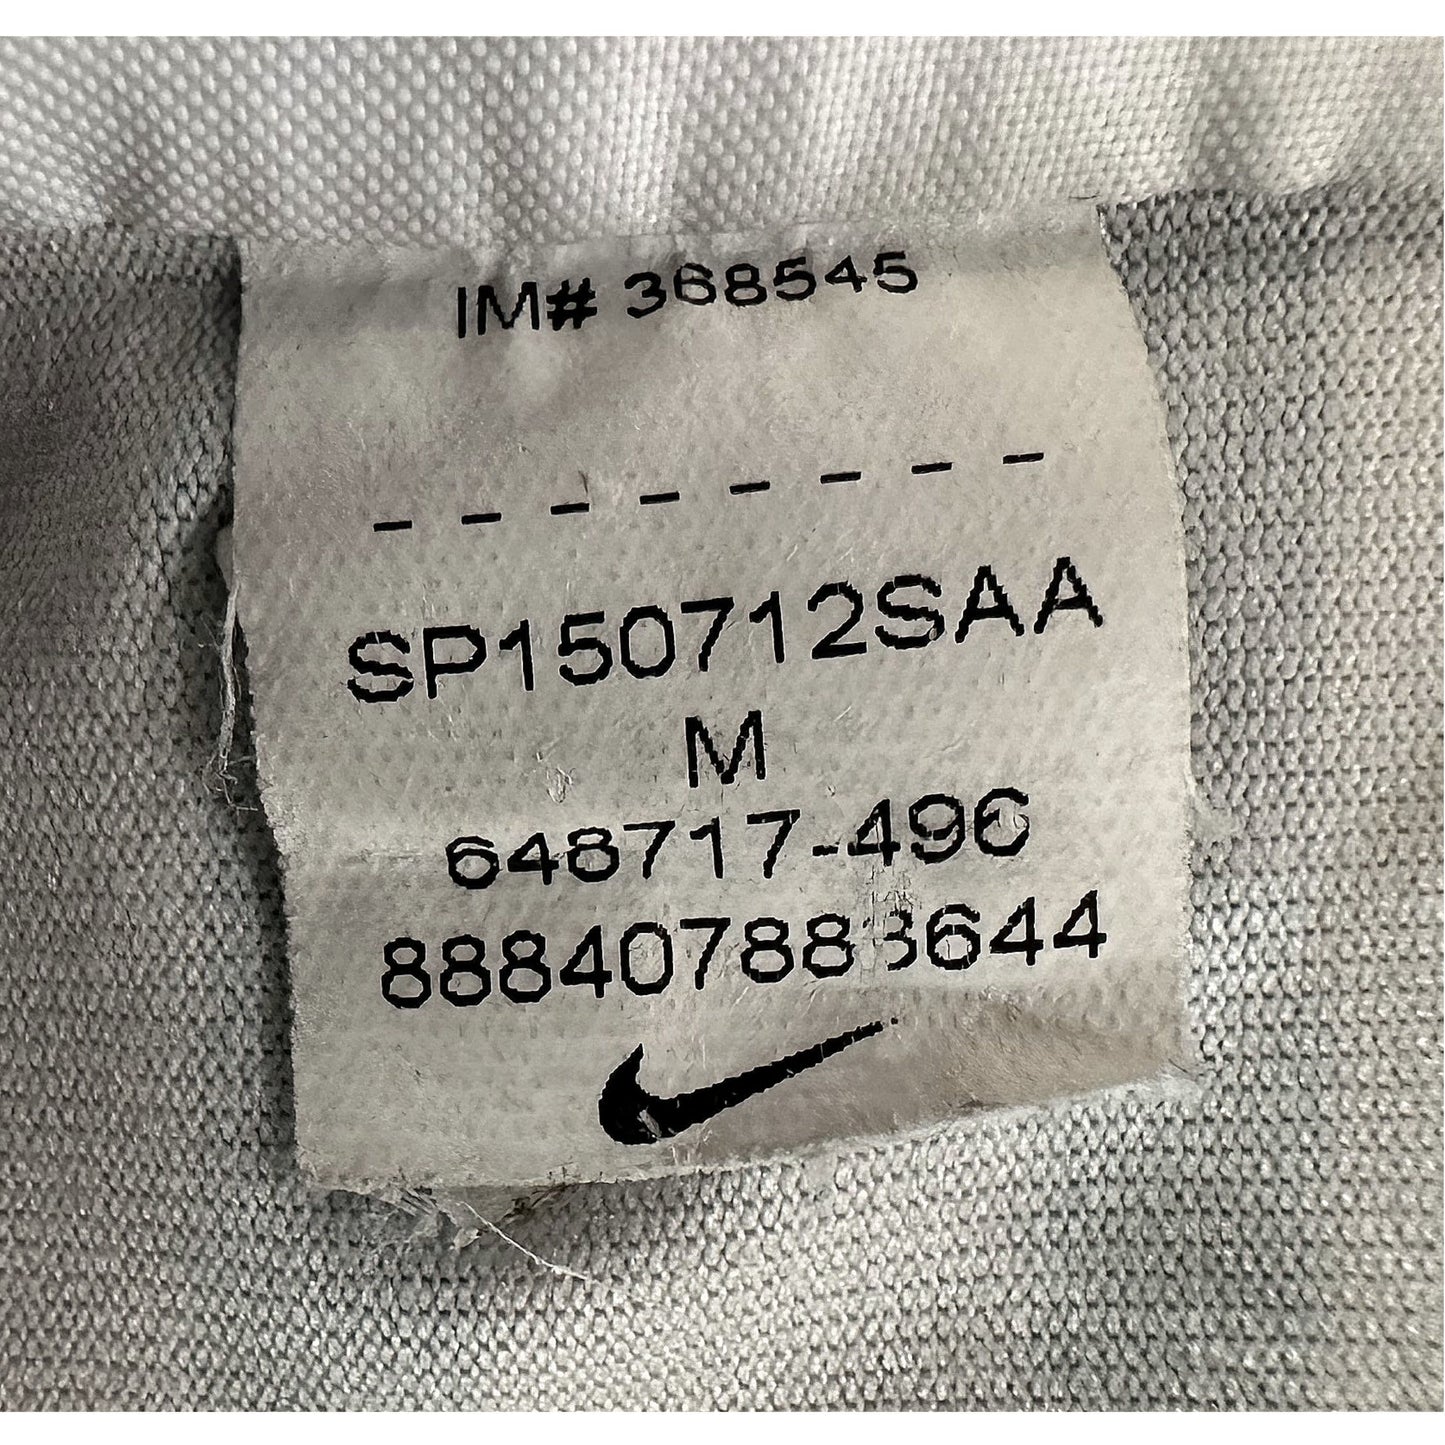 IM# 368545
- - - - - - - -
SP150712SAA
M
648717-496
888407883644